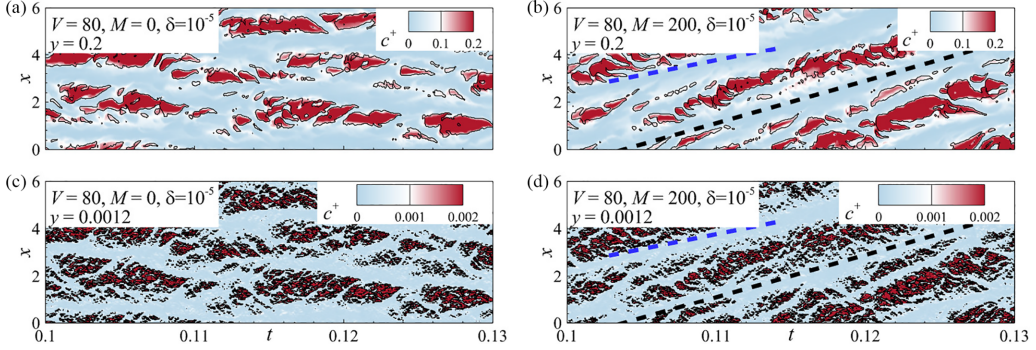 (a)
V = 80, M = 0, δ=10⁻⁵
y = 0.2
c⁺
0 0.1 0.2
6
4
2
0
x
(b)
V = 80, M = 200, δ=10⁻⁵
y = 0.2
c⁺
0 0.1 0.2
6
4
2
0
x
(c)
V = 80, M = 0, δ=10⁻⁵
y = 0.0012
c⁺
0 0.001 0.002
6
4
2
0
x
0.1 0.11 t 0.12 0.13
(d)
V = 80, M = 200, δ=10⁻⁵
y = 0.0012
c⁺
0 0.001 0.002
6
4
2
0
x
0.1 0.11 t 0.12 0.13